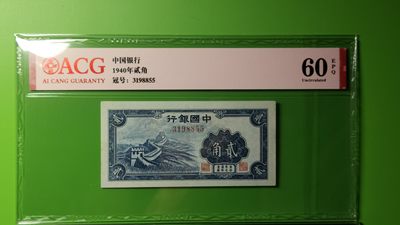 ACG
AI CANG GUARANTY
中国银行
1940年贰角
冠号：3198855
60 EPQ
Uncirculated
行銀國中
3198855
角貳